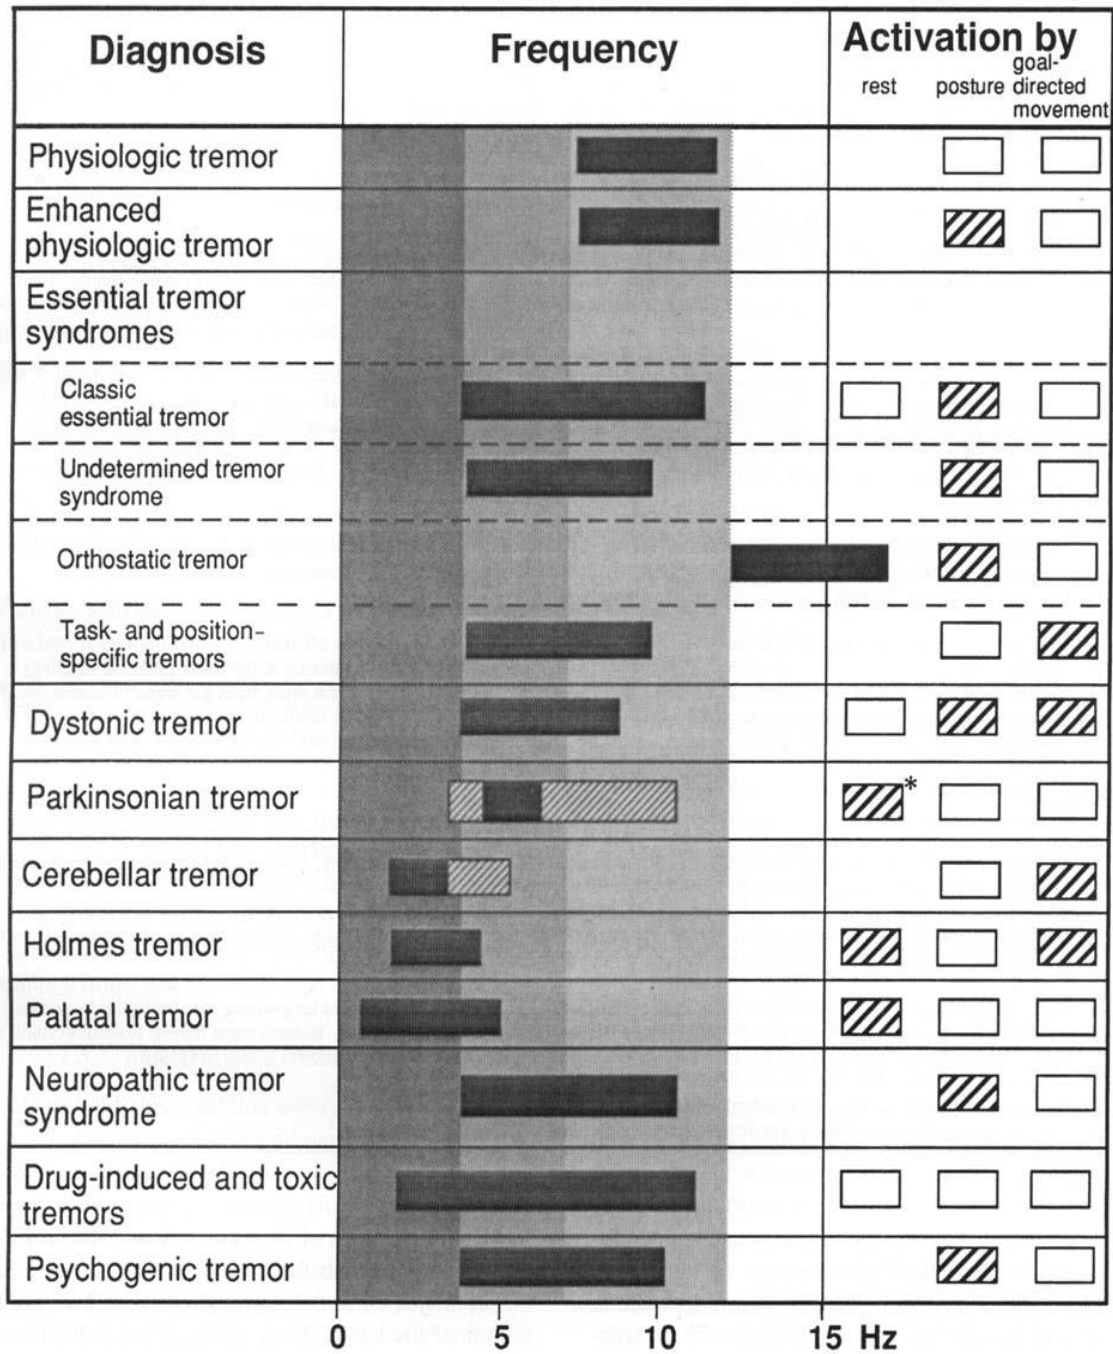 Diagnosis
Frequency
Activation by
rest
posture
goal-
directed
movement
Physiologic tremor
Enhanced
physiologic tremor
Essential tremor
syndromes
Classic
essential tremor
Undetermined tremor
syndrome
Orthostatic tremor
Task- and position-
specific tremors
Dystonic tremor
Parkinsonian tremor
*
Cerebellar tremor
Holmes tremor
Palatal tremor
Neuropathic tremor
syndrome
Drug-induced and toxic
tremors
Psychogenic tremor
0 5 10 15 Hz